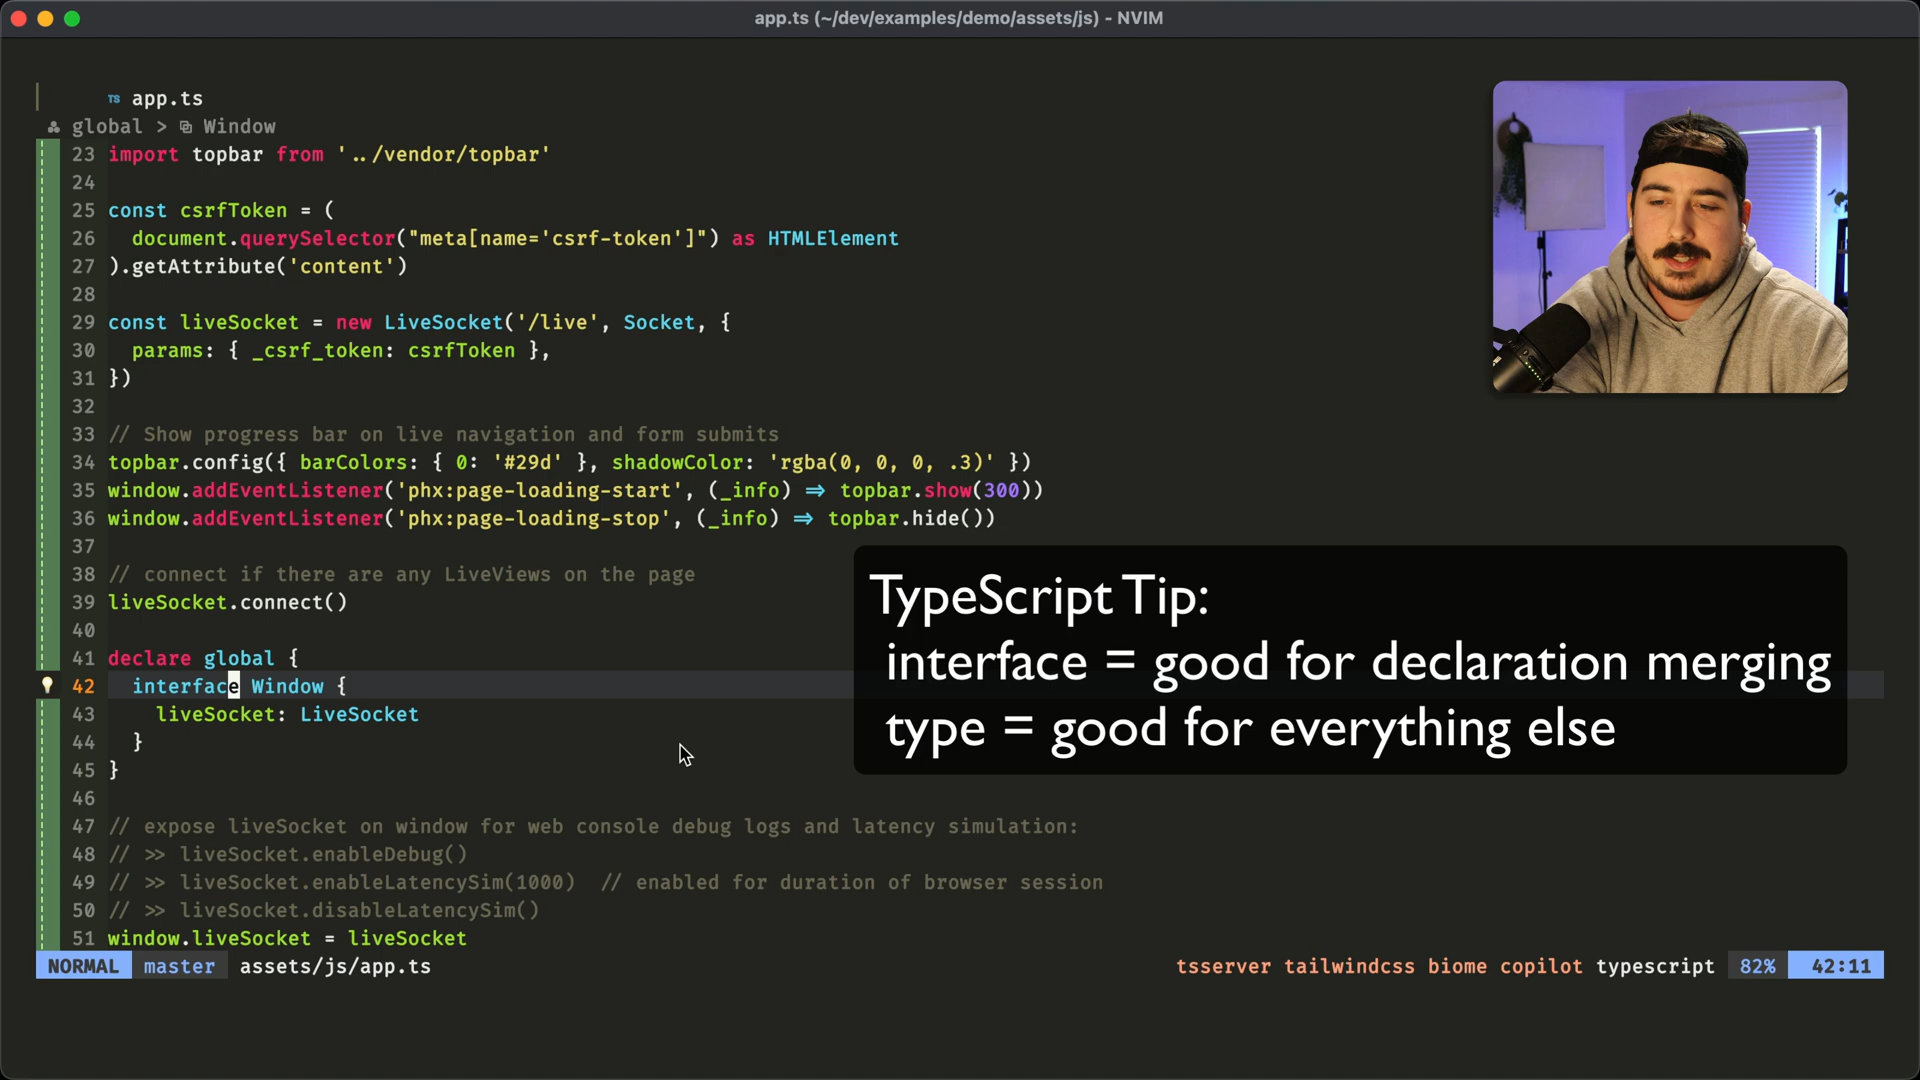 app.ts (~/dev/examples/demo/assets/js) - NVIM
TS app.ts
global > Window
23 import topbar from '../vendor/topbar'
24
25 const csrfToken = (
26 document.querySelector("meta[name='csrf-token']") as HTMLElement
27 ).getAttribute('content')
28
29 const liveSocket = new LiveSocket('/live', Socket, {
30 params: { _csrf_token: csrfToken },
31 })
32
33 // Show progress bar on live navigation and form submits
34 topbar.config({ barColors: { 0: '#29d' }, shadowColor: 'rgba(0, 0, 0, .3)' })
35 window.addEventListener('phx:page-loading-start', (_info) ⇒ topbar.show(300))
36 window.addEventListener('phx:page-loading-stop', (_info) ⇒ topbar.hide())
37
38 // connect if there are any LiveViews on the page
39 liveSocket.connect()
40
41 declare global {
42 interface Window {
43 liveSocket: LiveSocket
44 }
45 }
46
47 // expose liveSocket on window for web console debug logs and latency simulation:
48 // >> liveSocket.enableDebug()
49 // >> liveSocket.enableLatencySim(1000) // enabled for duration of browser session
50 // >> liveSocket.disableLatencySim()
51 window.liveSocket = liveSocket
TypeScript Tip:
interface = good for declaration merging
type = good for everything else
NORMAL master assets/js/app.ts tsserver tailwindcss biome copilot typescript 82% 42:11